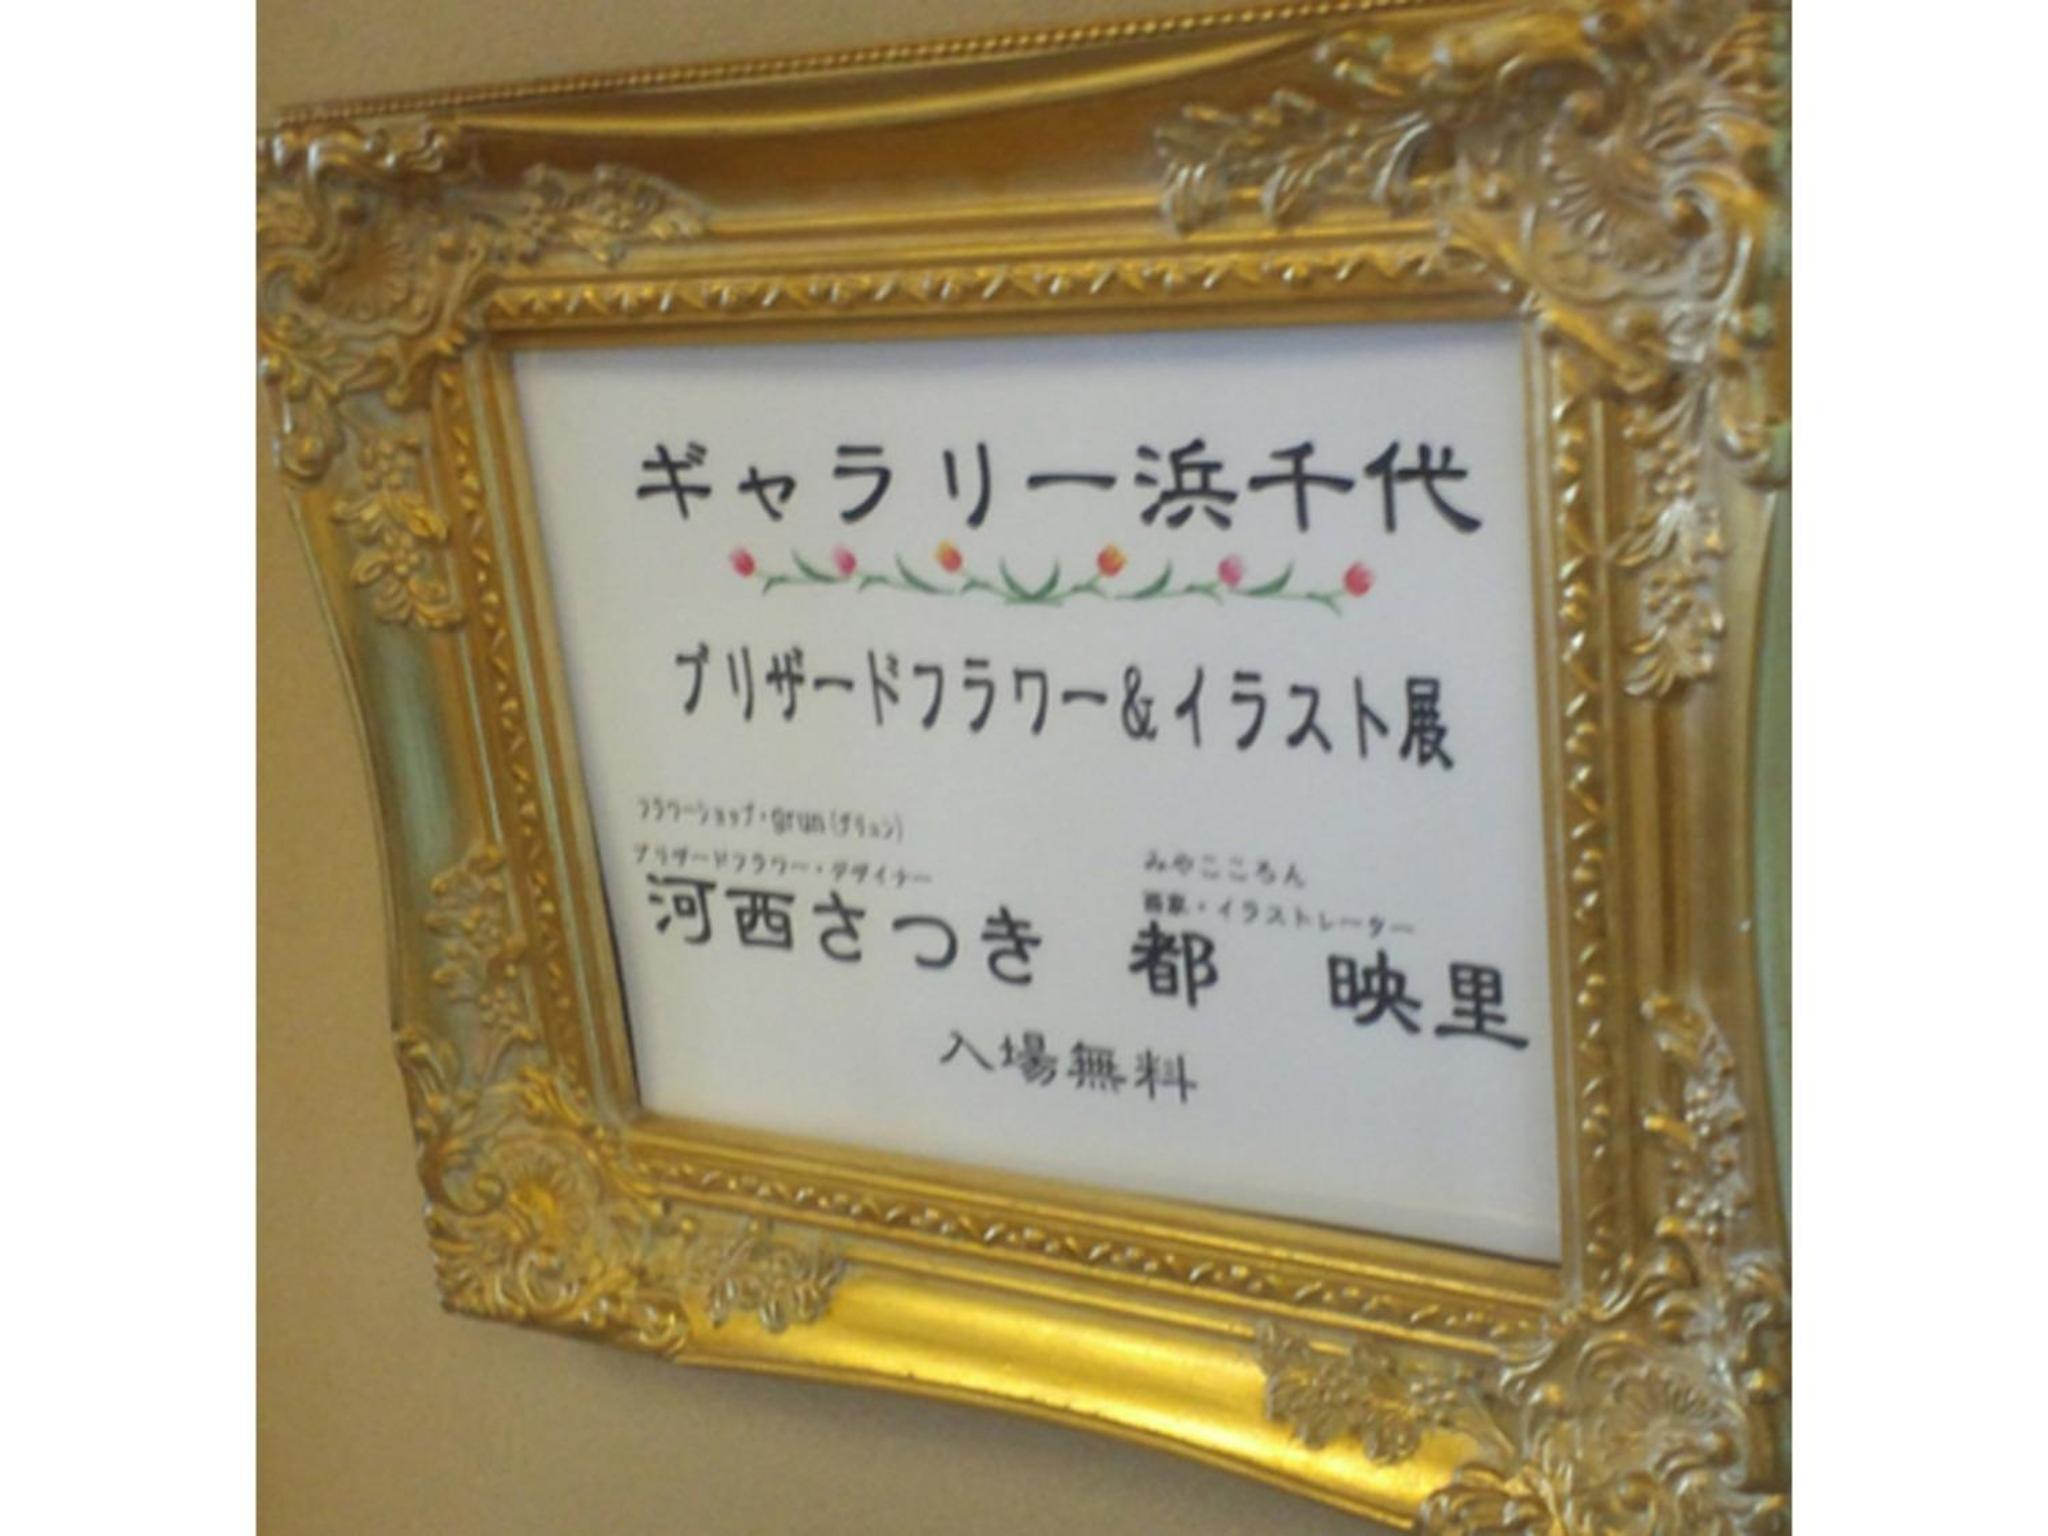 ギャラリー浜千代
ブリザードフラワー&イラスト展
フラワーショップ・grun(グリュン)
ブリザードフラワー・デザイナー
河西さつき
みやこころん
画家・イラストレーター
都 映里
入場無料